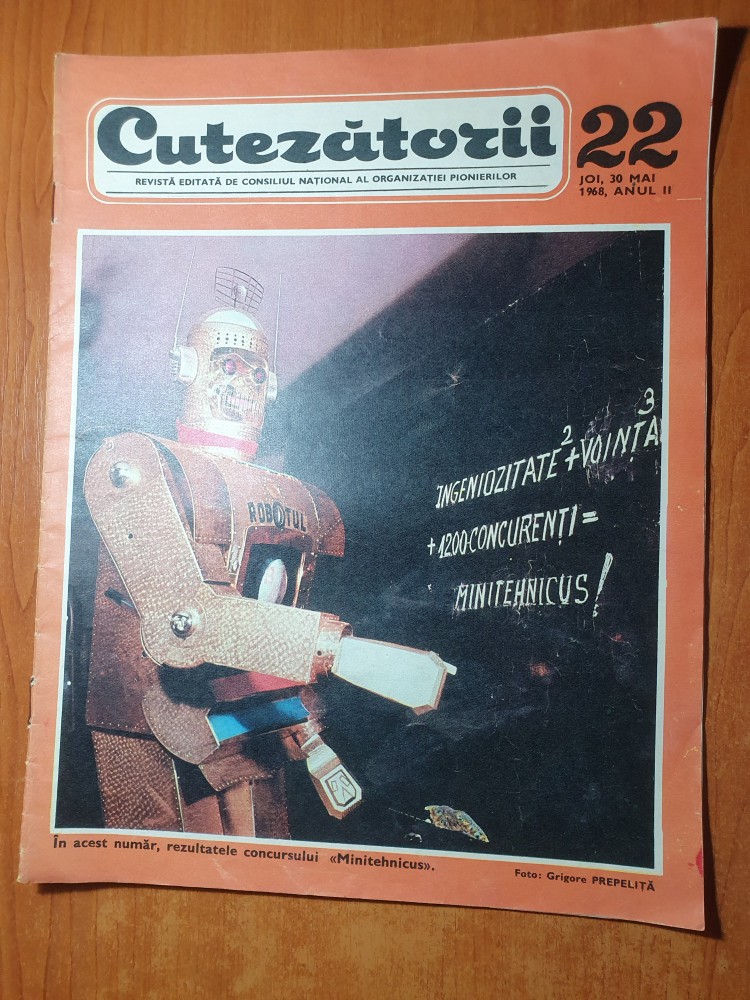 Cutezătorii
REVISTĂ EDITATĂ DE CONSILIUL NAȚIONAL AL ORGANIZAȚIEI PIONIERILOR
22
JOI, 30 MAI
1968, ANUL II
ROBOTUL
INGENIOZITATE² + VOINȚA³
+ 1200 CONCURENȚI =
MINITEHNICUS!
În acest număr, rezultatele concursului «Minitehnicus».
Foto: Grigore PREPELIȚĂ